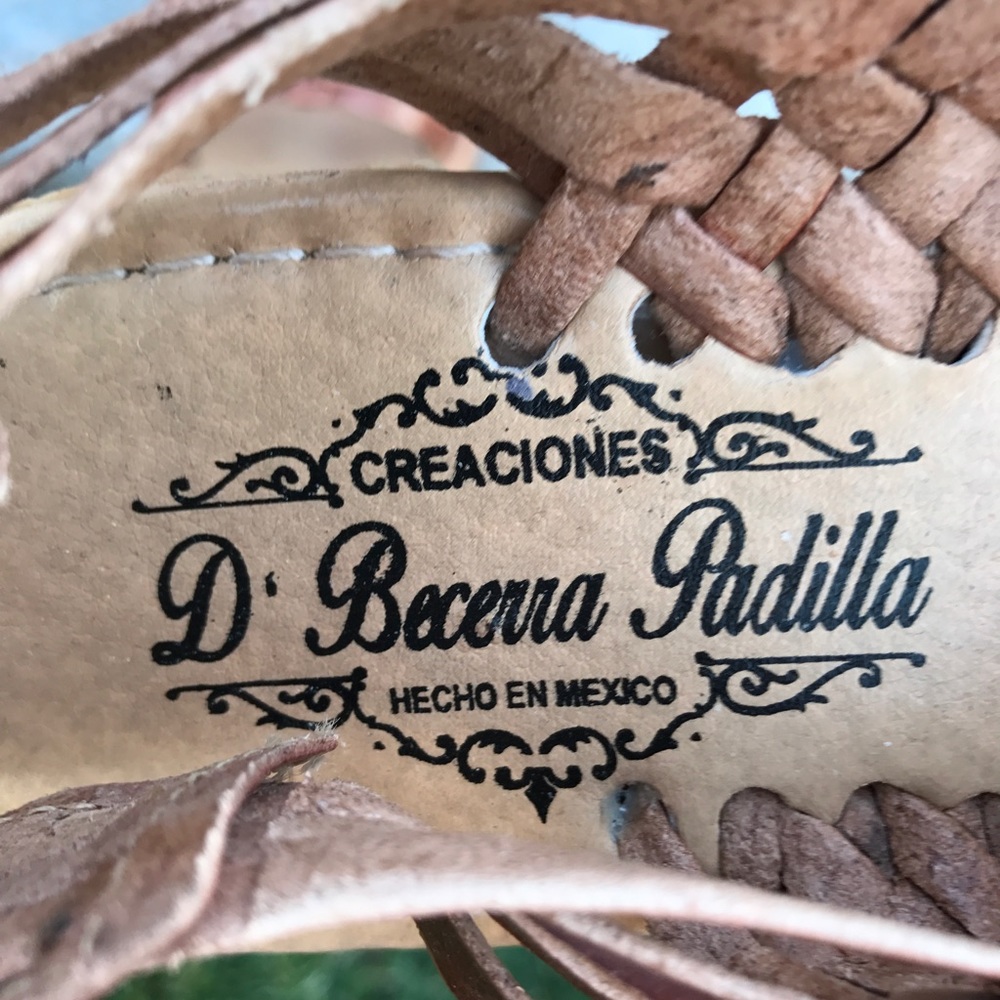 CREACIONES
D' Becerra Padilla
HECHO EN MEXICO